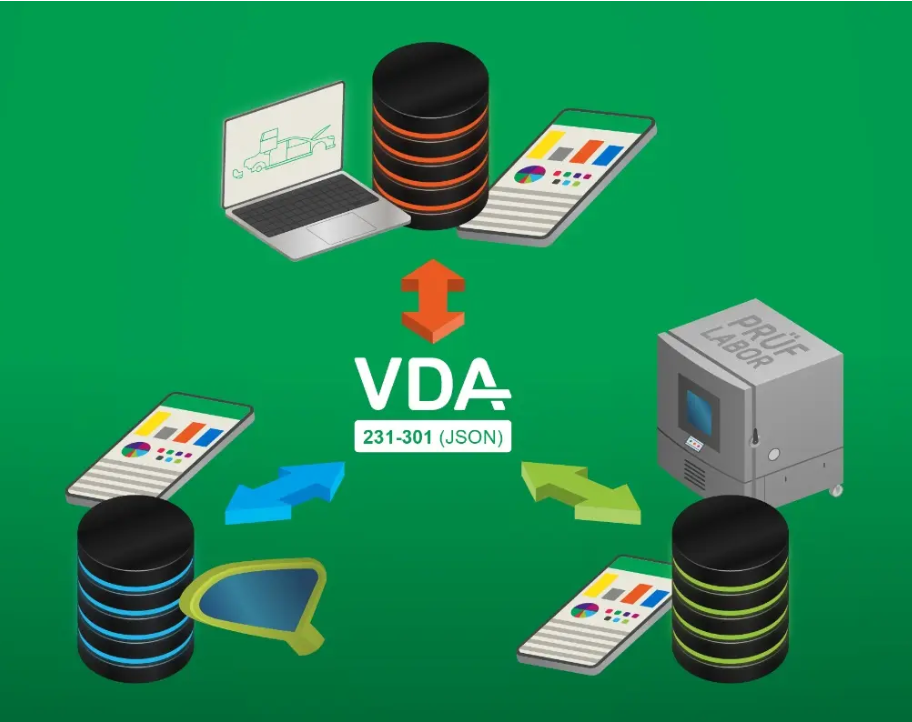 VDA
231-301 (JSON)
PRÜF
LABOR